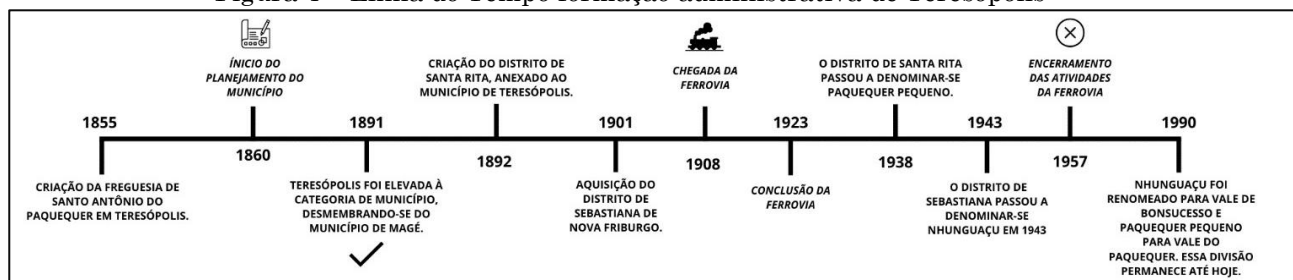 Figura 1 - Linha do Tempo formação administrativa de Teresópolis
ÍNICIO DO
PLANEJAMENTO DO
MUNICÍPIO
CRIAÇÃO DO DISTRITO DE
SANTA RITA, ANEXADO AO
MUNICÍPIO DE TERESÓPOLIS.
CHEGADA DA
FERROVIA
O DISTRITO DE SANTA RITA
PASSOU A DENOMINAR-SE
PAQUEQUER PEQUENO.
ENCERRAMENTO
DAS ATIVIDADES
DA FERROVIA
1855
1891
1901
1923
1943
1990
1860
1892
1908
1938
1957
CRIAÇÃO DA FREGUESIA DE
SANTO ANTÔNIO DO
PAQUEQUER EM TERESÓPOLIS.
TERESÓPOLIS FOI ELEVADA À
CATEGORIA DE MUNICÍPIO,
DESMEMBRANDO-SE DO
MUNICÍPIO DE MAGÉ.
AQUISIÇÃO DO
DISTRITO DE
SEBASTIANA DE
NOVA FRIBURGO.
CONCLUSÃO DA
FERROVIA
O DISTRITO DE
SEBASTIANA PASSOU A
DENOMINAR-SE
NHUNGUAÇU EM 1943
NHUNGUAÇU FOI
RENOMEADO PARA VALE DE
BONSUCESSO E
PAQUEQUER PEQUENO
PARA VALE DO
PAQUEQUER. ESSA DIVISÃO
PERMANECE ATÉ HOJE.